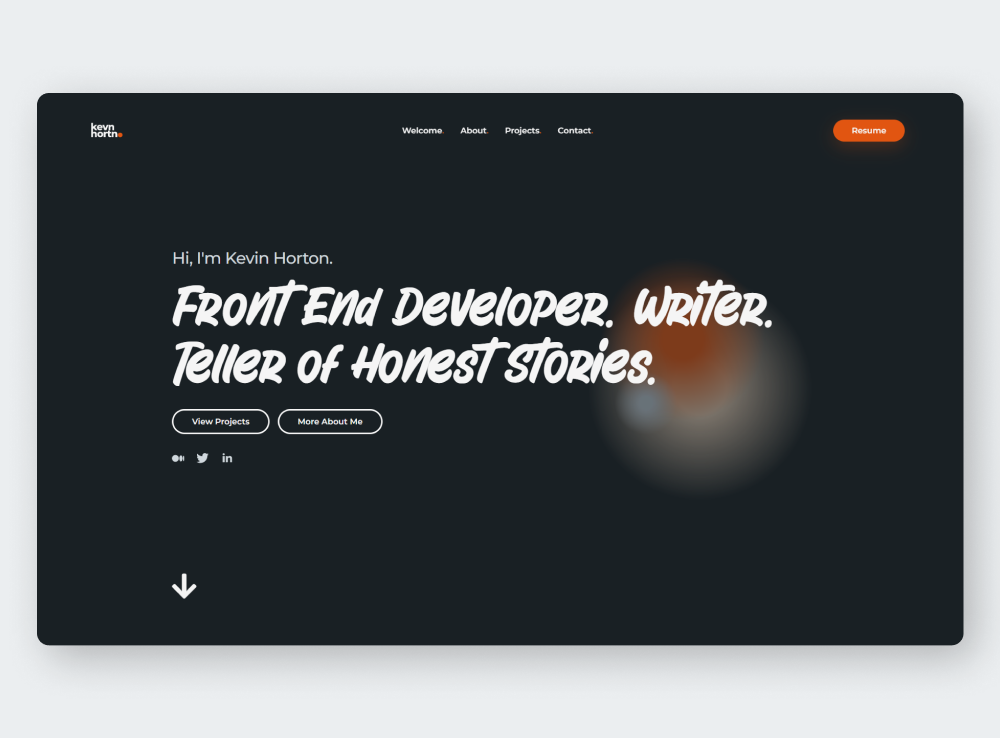 kevn
hortn.
Welcome. About. Projects. Contact.
Resume
Hi, I'm Kevin Horton.
Front End Developer. Writer.
Teller of Honest Stories.
View Projects More About Me
in